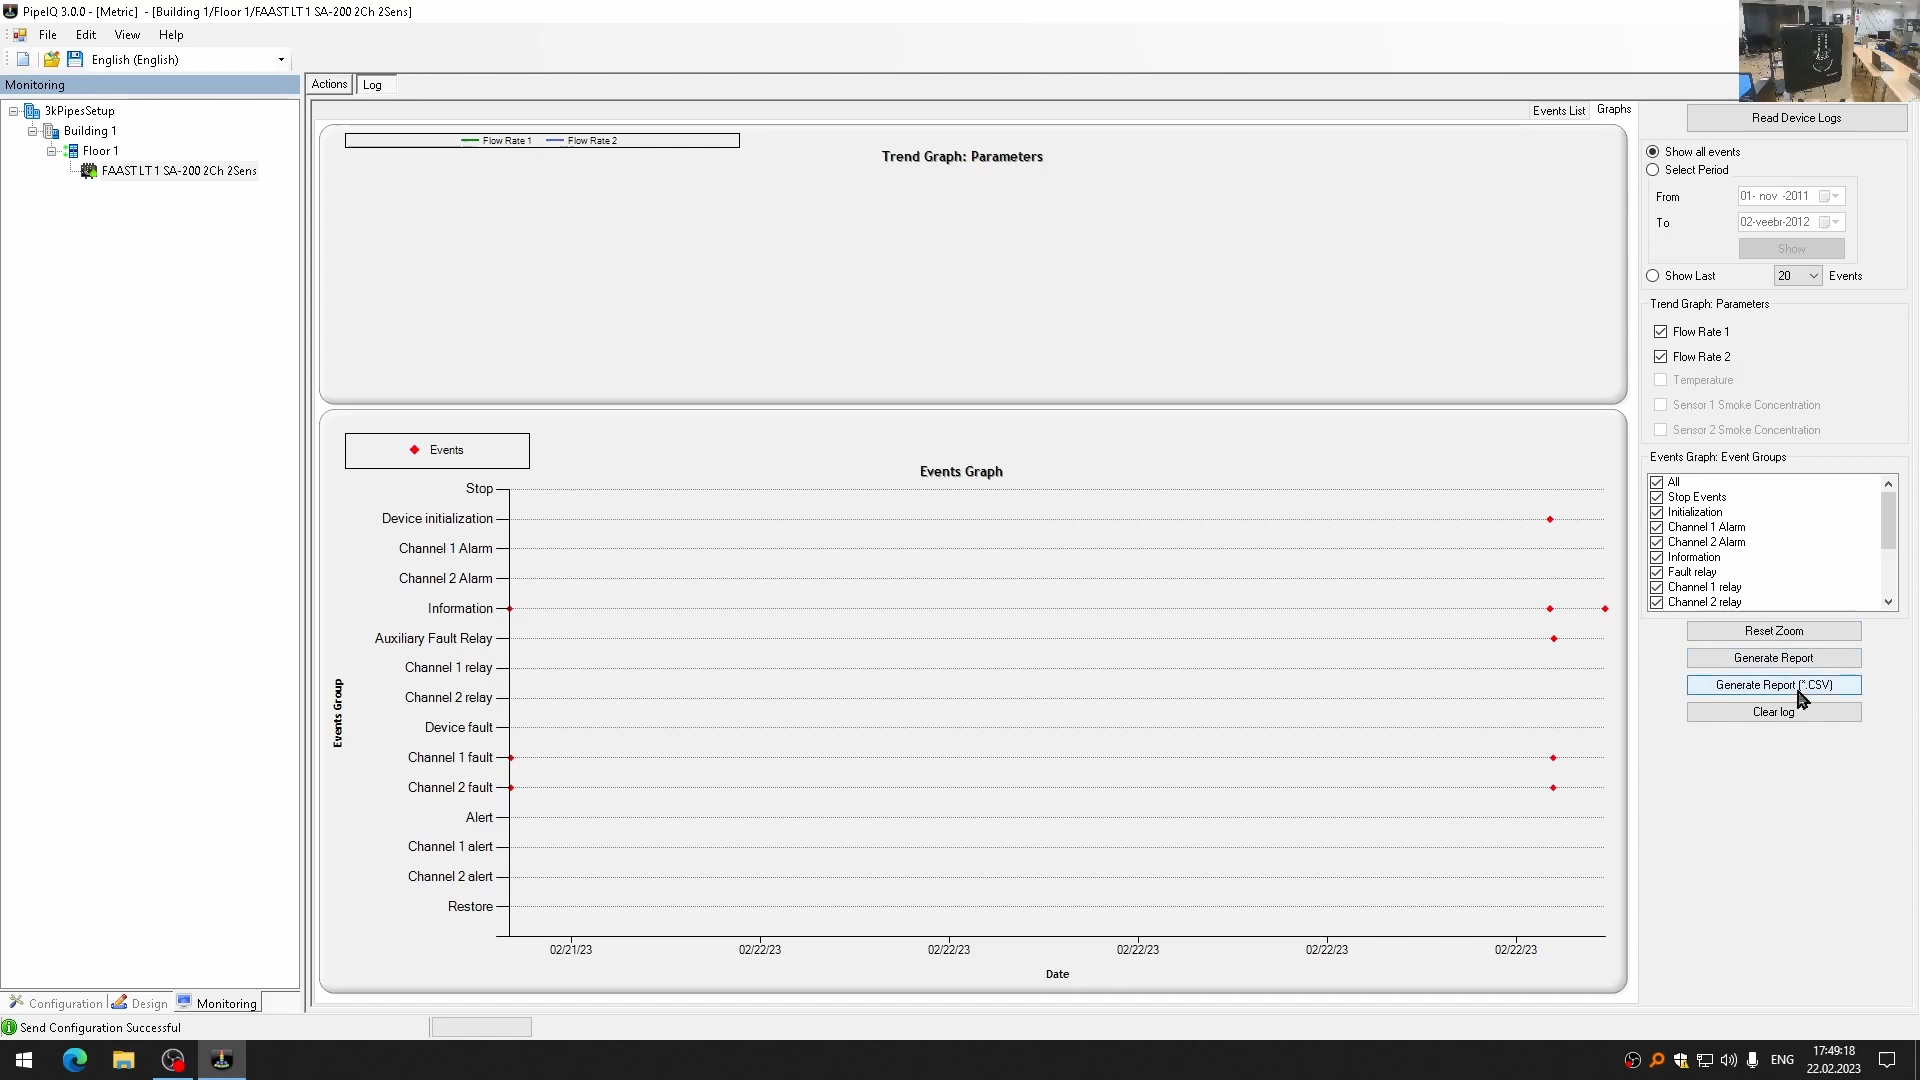 PipeIQ 3.0.0 - [Metric]  - [Building 1/Floor 1/FAAST LT 1 SA-200 2Ch 2Sens]
File Edit View Help
English (English)
Monitoring
3kPipesSetup
Building 1
Floor 1
FAAST LT 1 SA-200 2Ch 2Sens
Configuration Design Monitoring
Send Configuration Successful
Actions Log
Events List Graphs
Flow Rate 1 Flow Rate 2
Trend Graph: Parameters
Events
Events Graph
Stop
Device initialization
Channel 1 Alarm
Channel 2 Alarm
Information
Auxiliary Fault Relay
Channel 1 relay
Channel 2 relay
Device fault
Channel 1 fault
Channel 2 fault
Alert
Channel 1 alert
Channel 2 alert
Restore
Events Group
02/21/23 02/22/23 02/22/23 02/22/23 02/22/23 02/22/23
Date
Read Device Logs
Show all events
Select Period
From 01- nov -2011
To 02-veebr-2012
Show
Show Last 20 Events
Trend Graph: Parameters
Flow Rate 1
Flow Rate 2
Temperature
Sensor 1 Smoke Concentration
Sensor 2 Smoke Concentration
Events Graph: Event Groups
All
Stop Events
Initialization
Channel 1 Alarm
Channel 2 Alarm
Information
Fault relay
Channel 1 relay
Channel 2 relay
Reset Zoom
Generate Report
Generate Report (*.CSV)
Clear log
ENG
17:49:18
22.02.2023